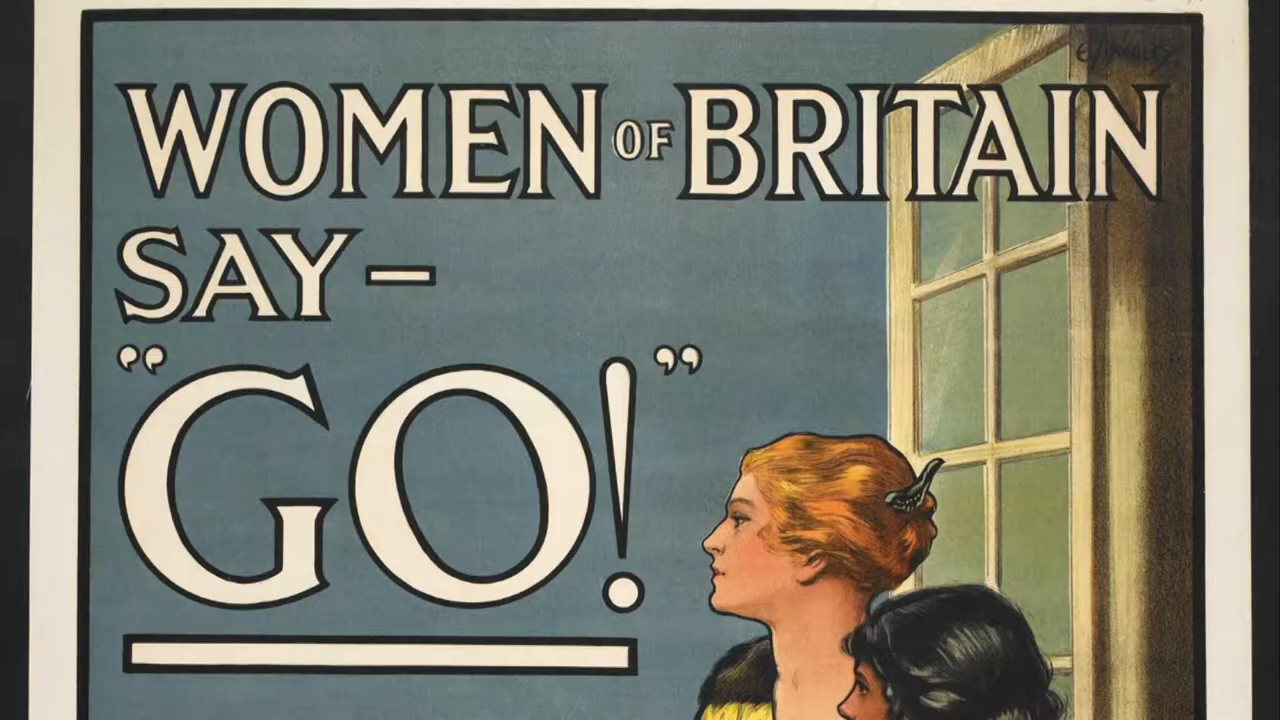 WOMEN OF BRITAIN
SAY —
”GO!”